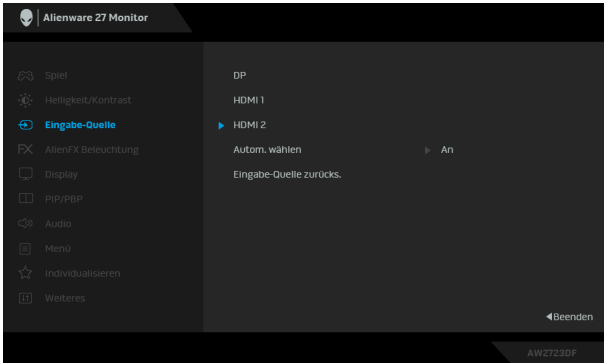 Alienware 27 Monitor
Spiel
Helligkeit/Kontrast
Eingabe-Quelle
AlienFX Beleuchtung
Display
PIP/PBP
Audio
Menü
Individualisieren
Weiteres
DP
HDMI 1
HDMI 2
Autom. wählen An
Eingabe-Quelle zurücks.
Beenden
AW2723DF